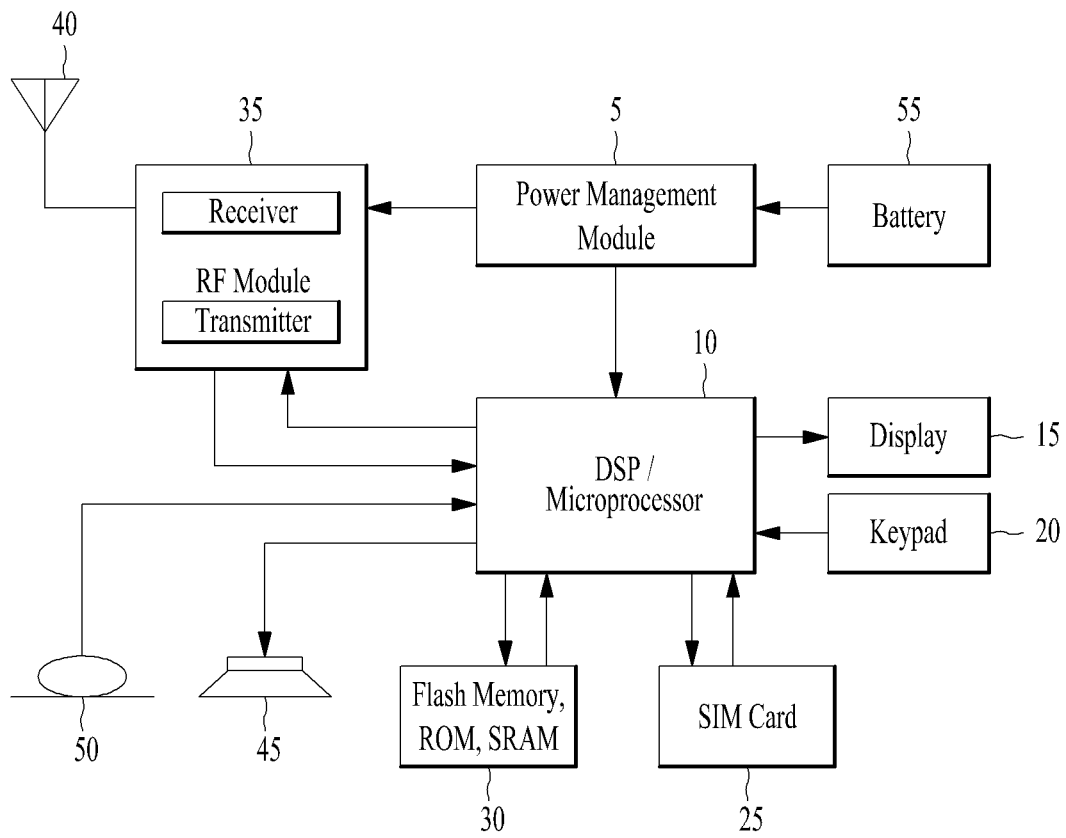 40
35
5
55
Receiver
RF Module
Transmitter
Power Management
Module
Battery
10
DSP /
Microprocessor
Display
15
Keypad
20
50
45
Flash Memory,
ROM, SRAM
30
SIM Card
25